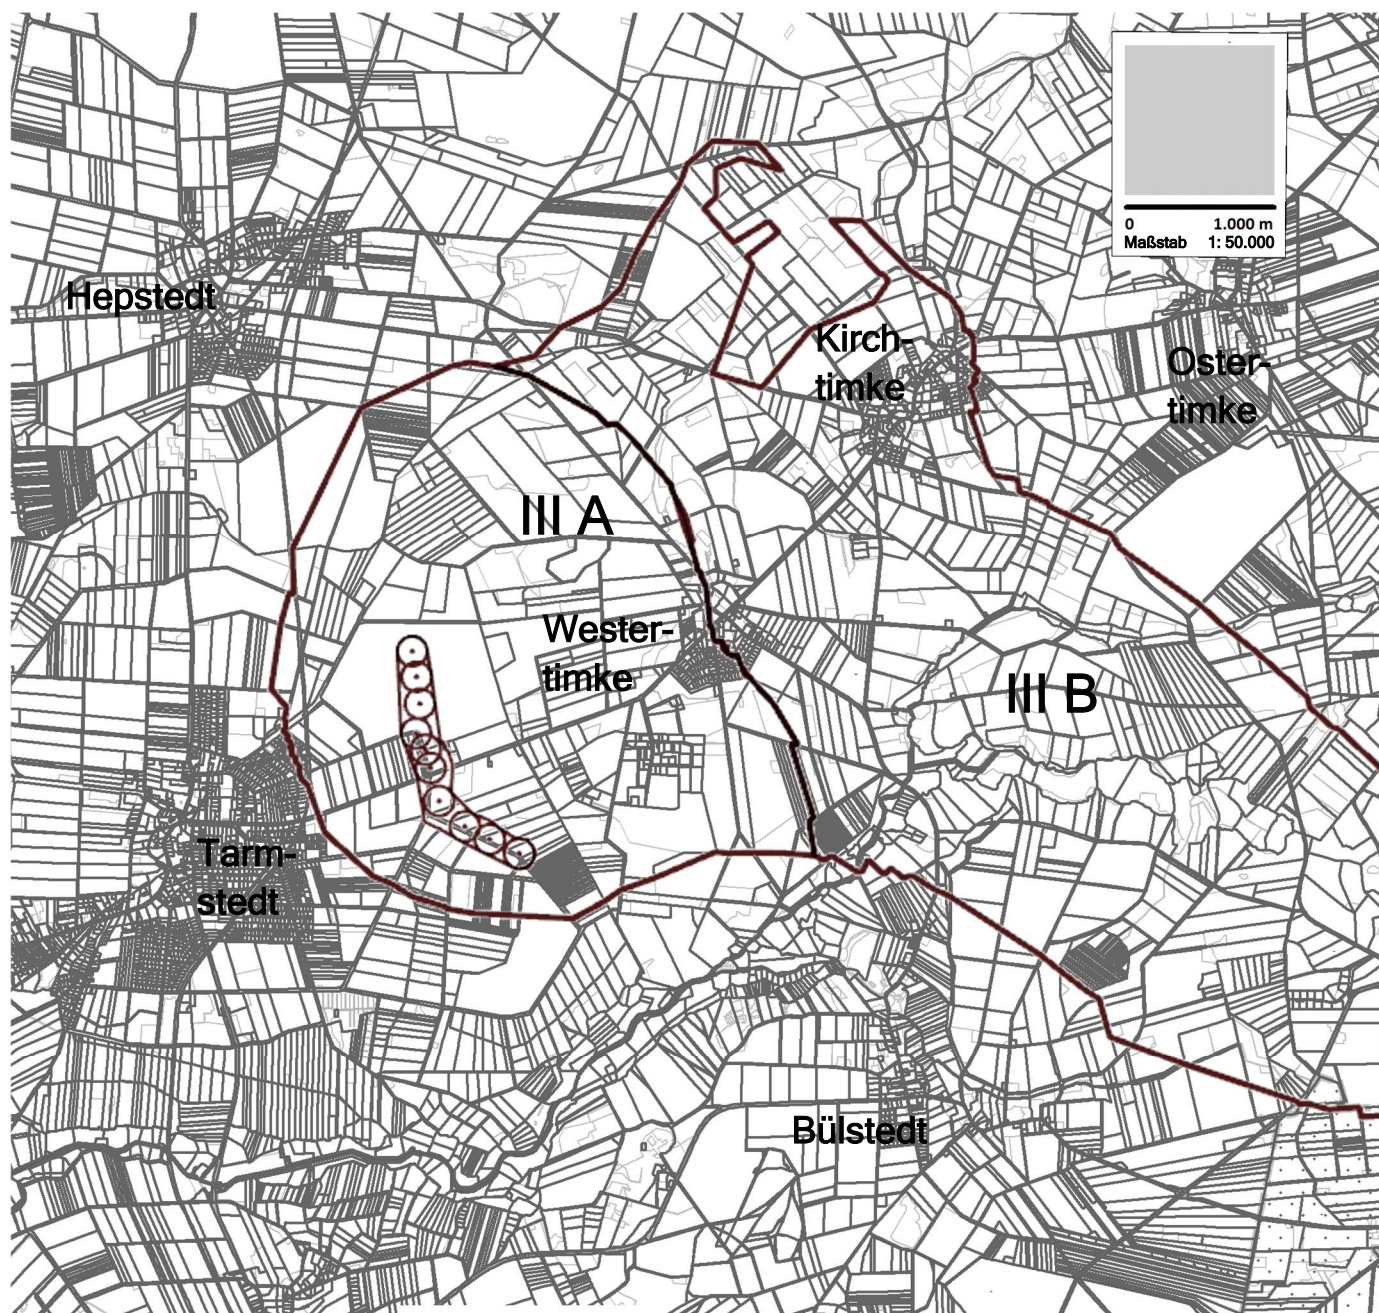 0 1.000 m
Maßstab 1: 50.000
Hepstedt
Kirch-
timke
Oster-
timke
III A
Wester-
timke
III B
Tarm-
stedt
Bülstedt